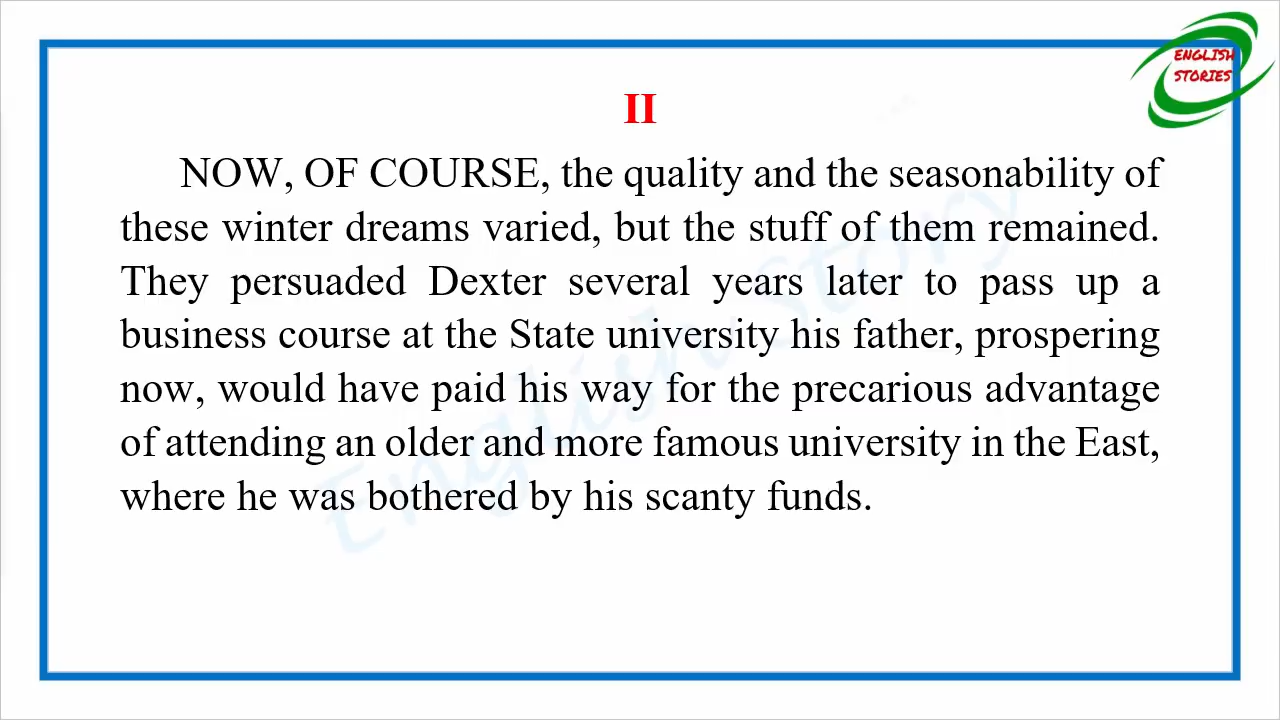 ENGLISH
STORIES
II
NOW, OF COURSE, the quality and the seasonability of
these winter dreams varied, but the stuff of them remained.
They persuaded Dexter several years later to pass up a
business course at the State university his father, prospering
now, would have paid his way for the precarious advantage
of attending an older and more famous university in the East,
where he was bothered by his scanty funds.
English Story